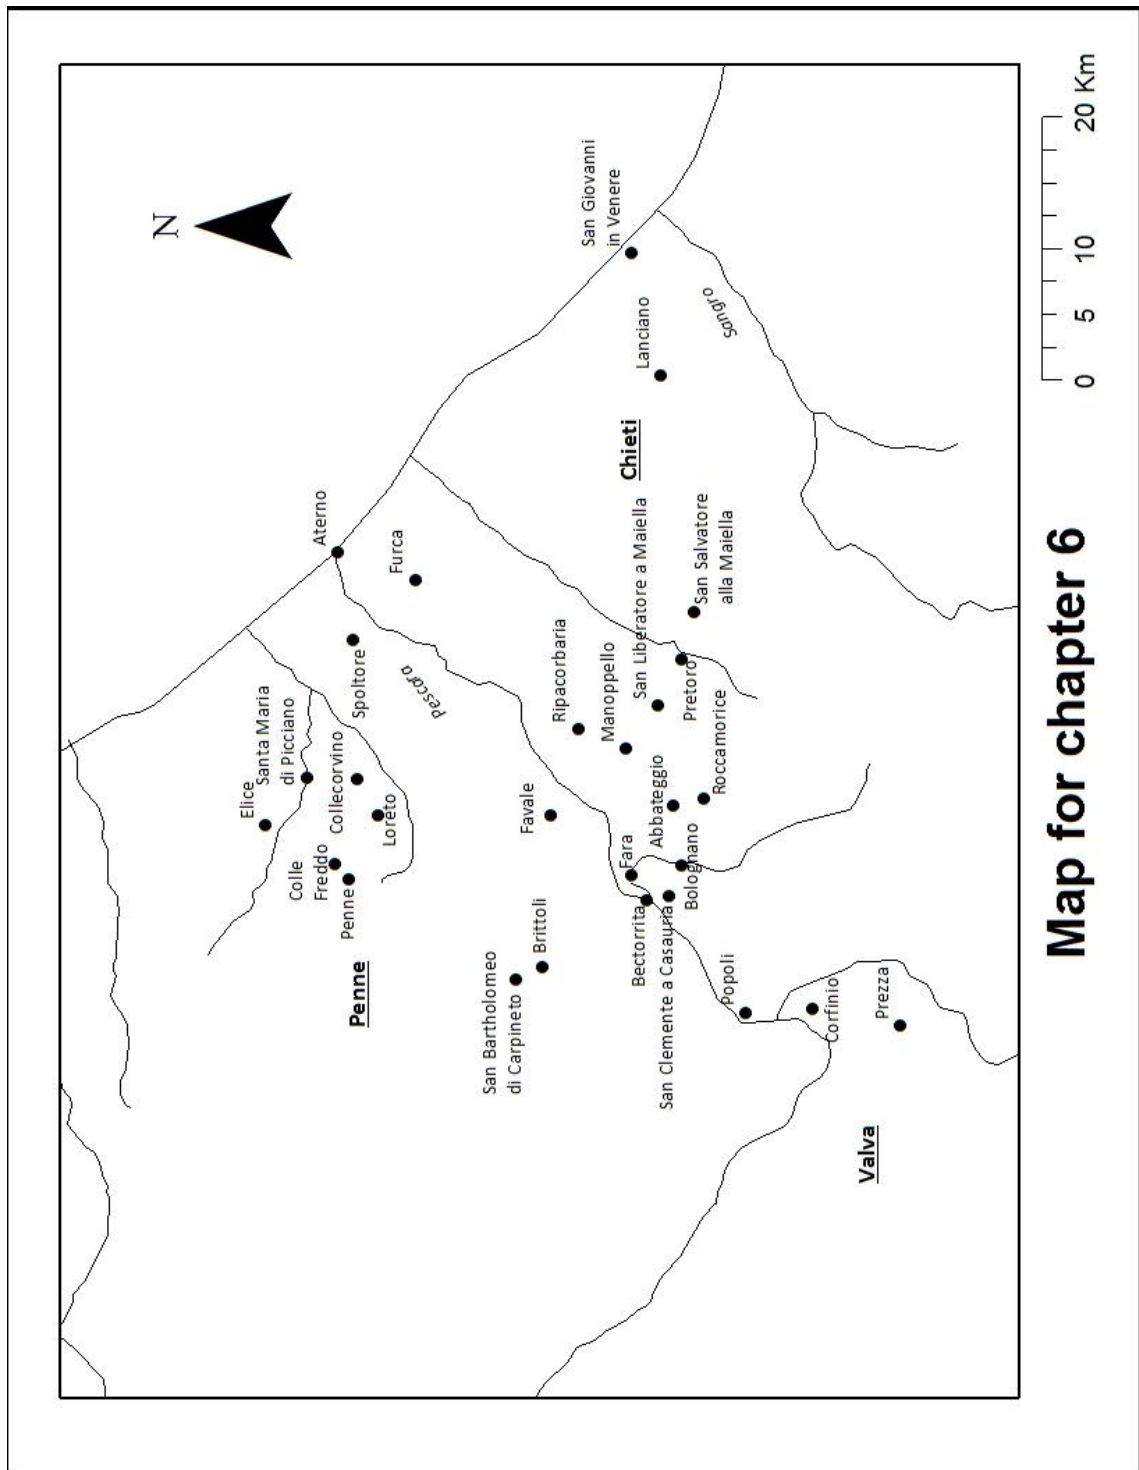 N
Elice
Santa Maria
di Picciano
Colle
Freddo
Collecorvino
Penne
Loreto
Penne
Spoltore
Aterno
Furca
Pescara
San Bartholomeo
di Carpineto
Brittoli
Favale
Ripacorbaria
Manoppello
San Liberatore a Maiella
Chieti
San Giovanni
in Venere
Lanciano
Sangro
San Salvatore
alla Maiella
Pretoro
Roccamorice
Abbateggio
Fara
Bolognano
Bectorrita
San Clemente a Casauria
Popoli
Corfinio
Prezza
Valva
0 5 10 20 Km
Map for chapter 6